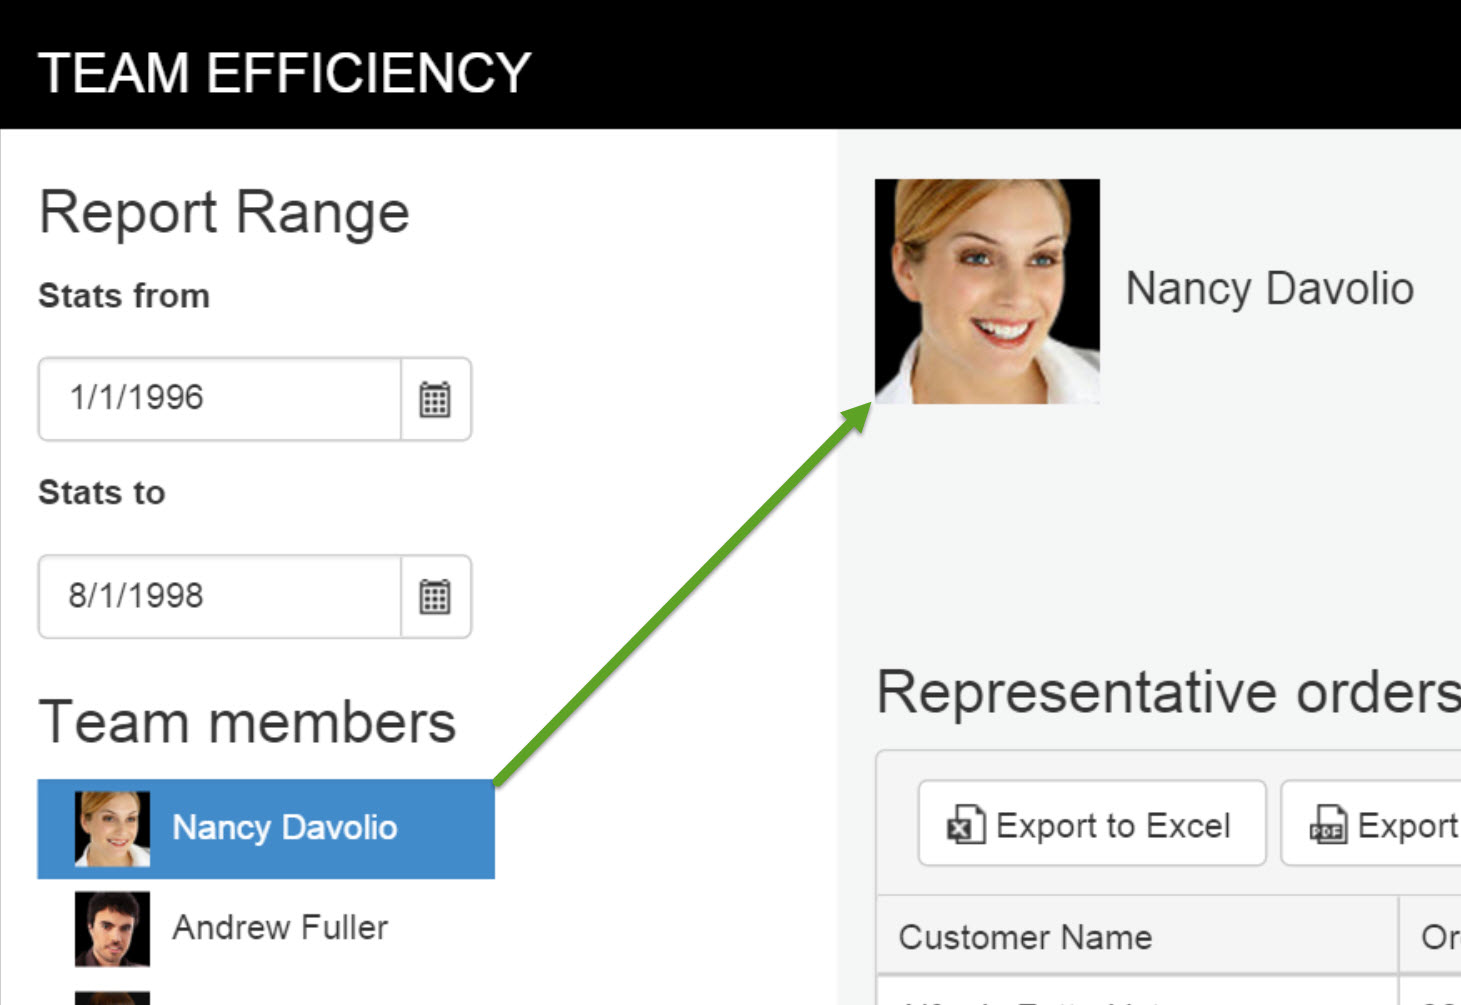 TEAM EFFICIENCY
Report Range
Stats from
1/1/1996
Stats to
8/1/1998
Team members
Nancy Davolio
Andrew Fuller
Nancy Davolio
Representative orders
Export to Excel
Export
Customer Name